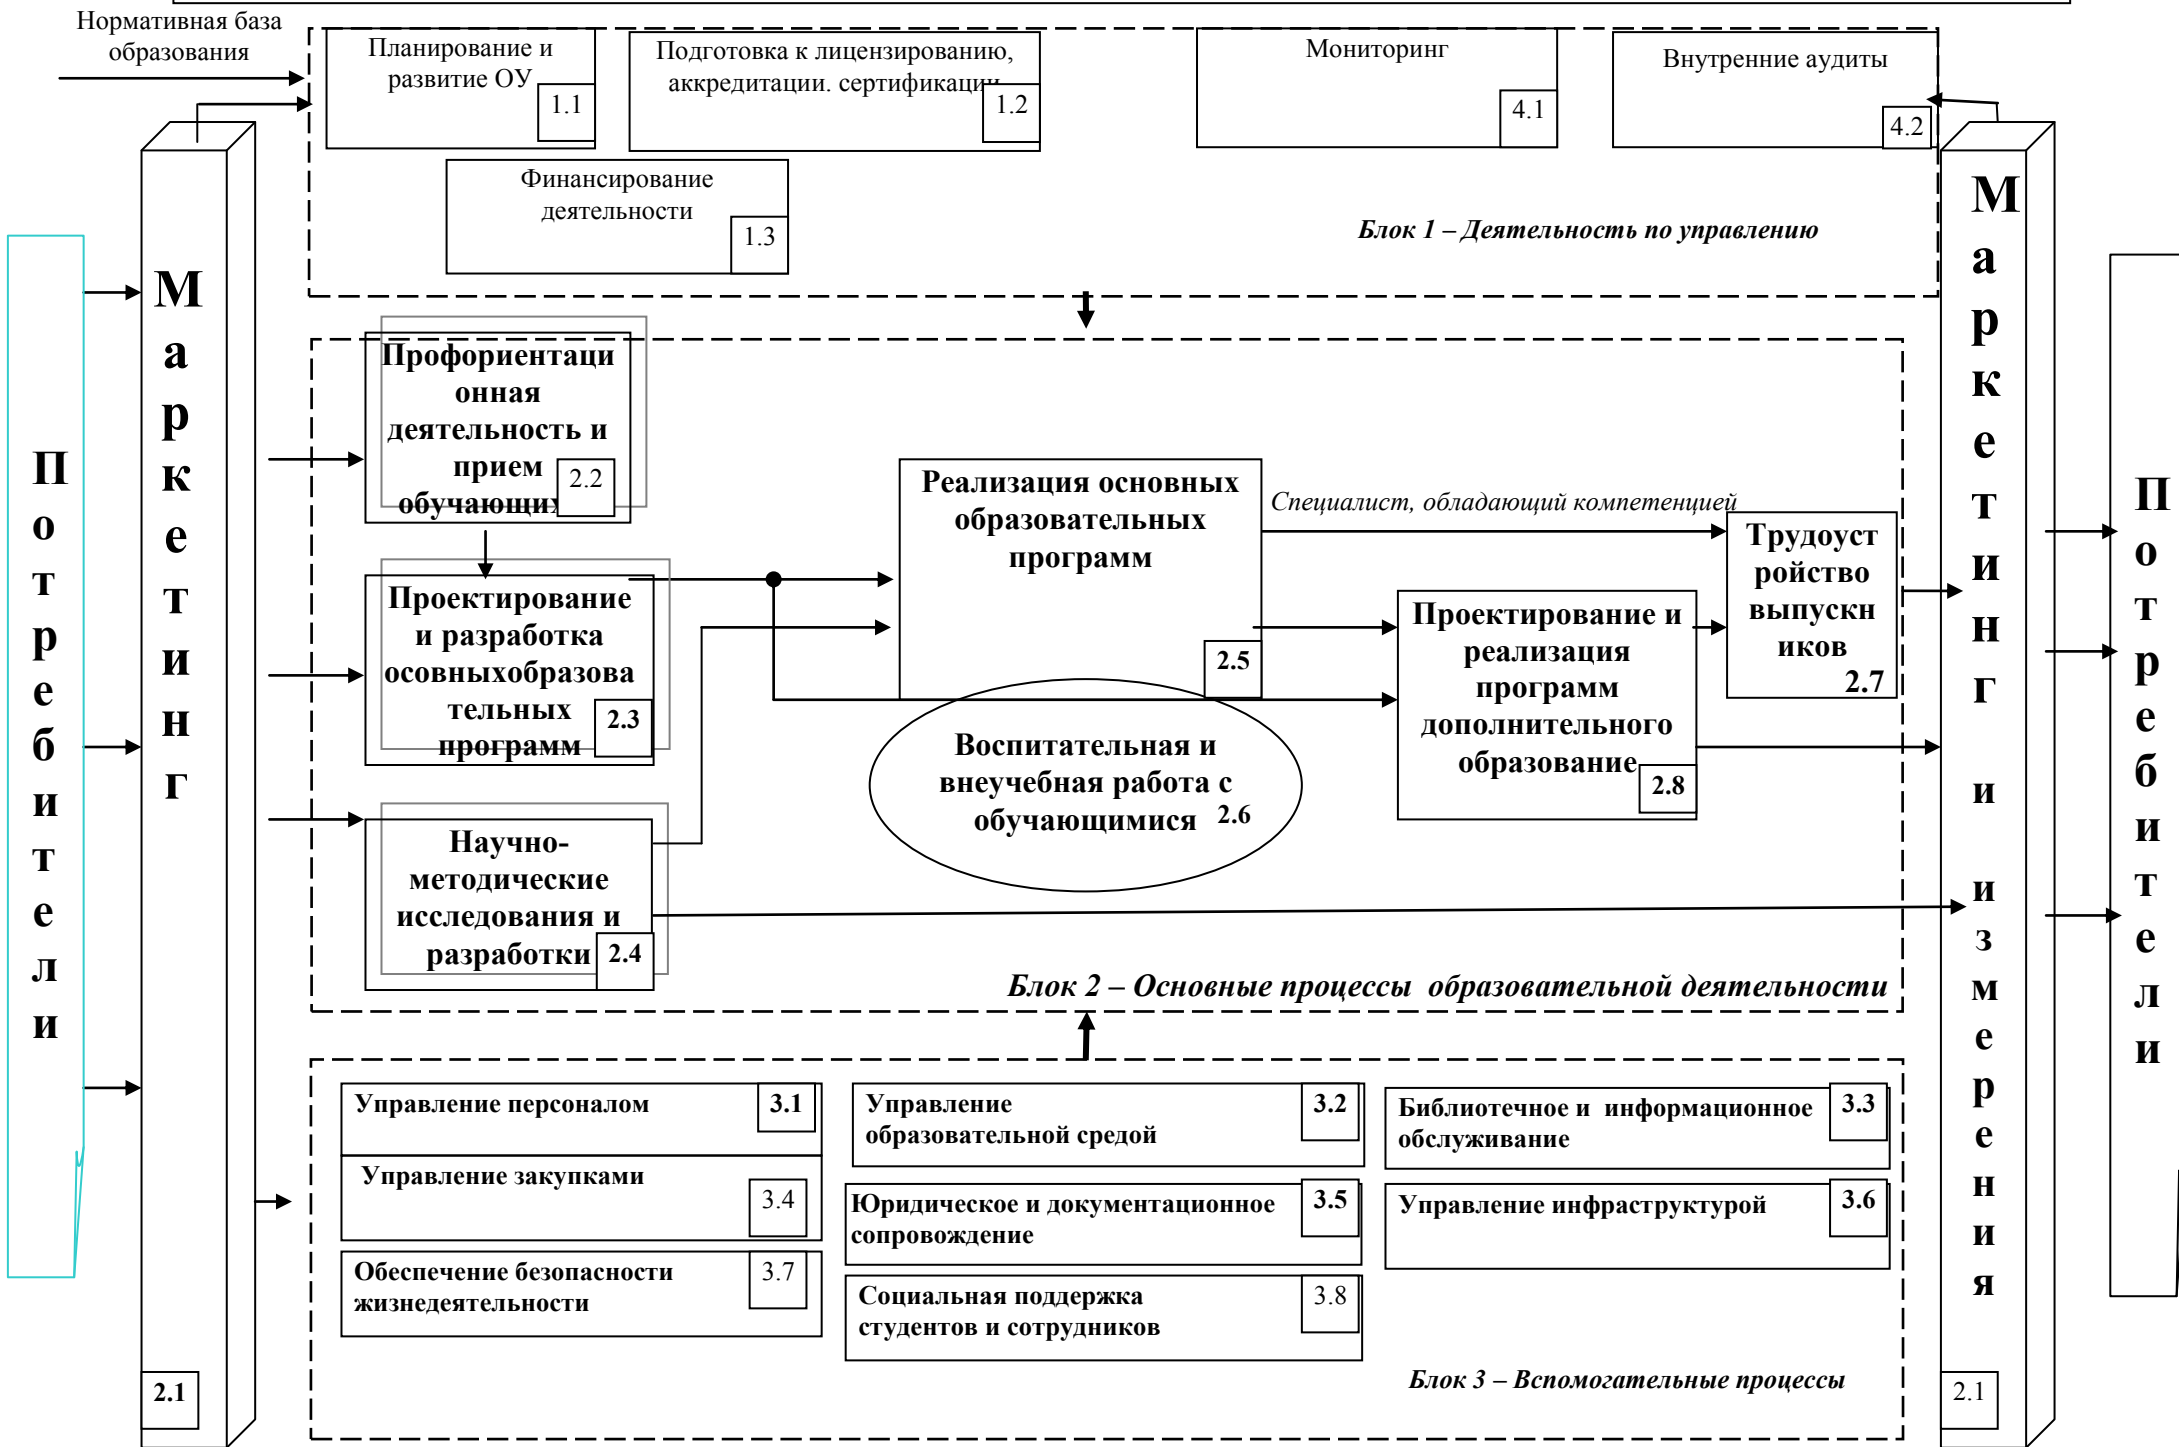 Нормативная база
образования
Планирование и
развитие ОУ
1.1
Подготовка к лицензированию,
аккредитации. сертификации
1.2
Мониторинг
4.1
Внутренние аудиты
4.2
Финансирование
деятельности
1.3
Блок 1 – Деятельность по управлению
Потребители
Маркетинг
2.1
Профориентаци
онная
деятельность и
прием
обучающих
2.2
Проектирование
и разработка
осовныхобразова
тельных
программ
2.3
Научно-
методические
исследования и
разработки
2.4
Реализация основных
образовательных
программ
2.5
Воспитательная и
внеучебная работа с
обучающимися
2.6
Специалист, обладающий компетенцией
Проектирование и
реализация
программ
дополнительного
образование
2.8
Трудоуст
ройство
выпускн
иков
2.7
Блок 2 – Основные процессы образовательной деятельности
Управление персоналом
3.1
Управление
образовательной средой
3.2
Библиотечное и информационное
обслуживание
3.3
Управление закупками
3.4
Юридическое и документационное
сопровождение
3.5
Управление инфраструктурой
3.6
Обеспечение безопасности
жизнедеятельности
3.7
Социальная поддержка
студентов и сотрудников
3.8
Блок 3 – Вспомогательные процессы
Маркетинг и измерения
2.1
Потребители